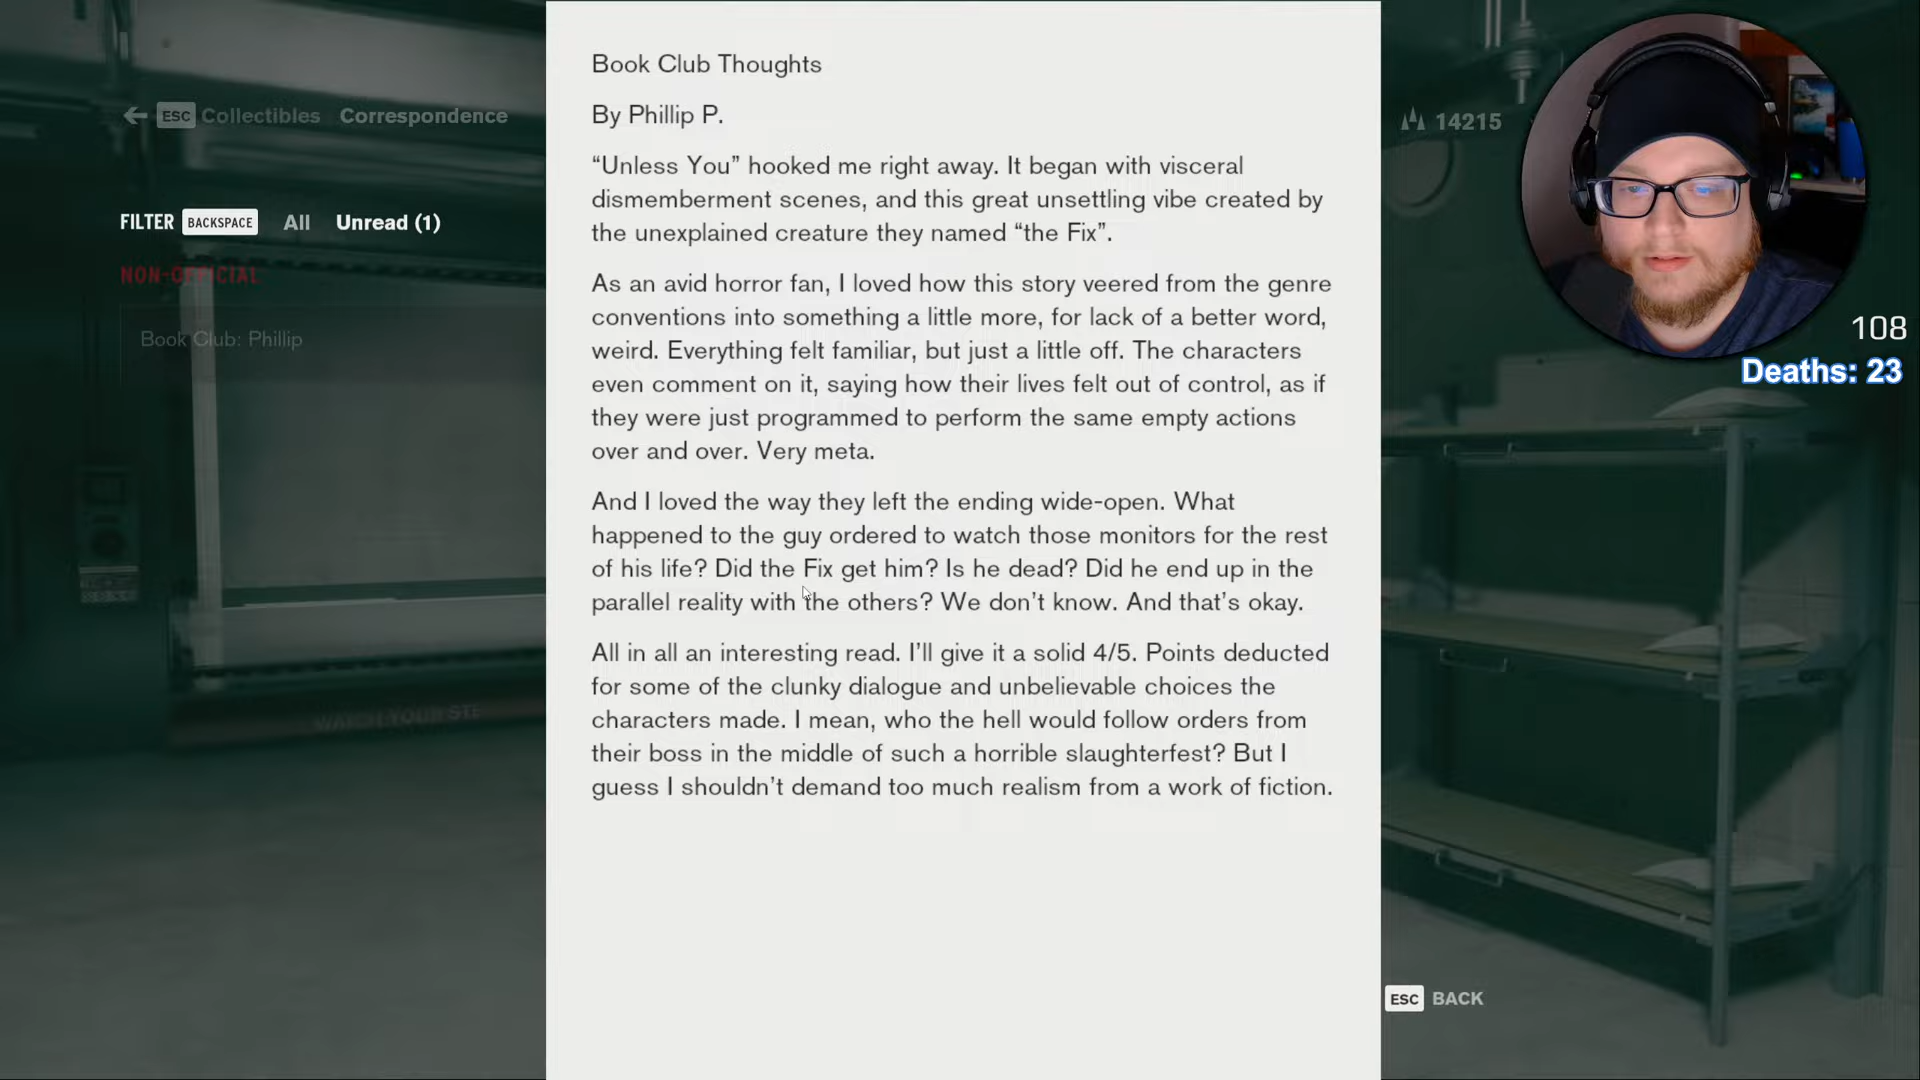 Book Club Thoughts
By Phillip P.
“Unless You” hooked me right away. It began with visceral
dismemberment scenes, and this great unsettling vibe created by
the unexplained creature they named “the Fix”.
As an avid horror fan, I loved how this story veered from the genre
conventions into something a little more, for lack of a better word,
weird. Everything felt familiar, but just a little off. The characters
even comment on it, saying how their lives felt out of control, as if
they were just programmed to perform the same empty actions
over and over. Very meta.
And I loved the way they left the ending wide-open. What
happened to the guy ordered to watch those monitors for the rest
of his life? Did the Fix get him? Is he dead? Did he end up in the
parallel reality with the others? We don’t know. And that’s okay.
All in all an interesting read. I’ll give it a solid 4/5. Points deducted
for some of the clunky dialogue and unbelievable choices the
characters made. I mean, who the hell would follow orders from
their boss in the middle of such a horrible slaughterfest? But I
guess I shouldn’t demand too much realism from a work of fiction.
ESC Collectibles Correspondence
FILTER BACKSPACE All Unread (1)
NON-OFFICIAL
Book Club: Phillip
WATCH YOUR STE
14215
108
Deaths: 23
ESC BACK